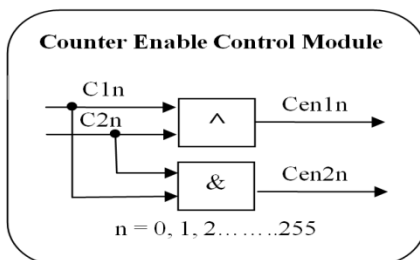 Counter Enable Control Module
C1n
Cen1n
^
C2n
Cen2n
&
n = 0, 1, 2........255